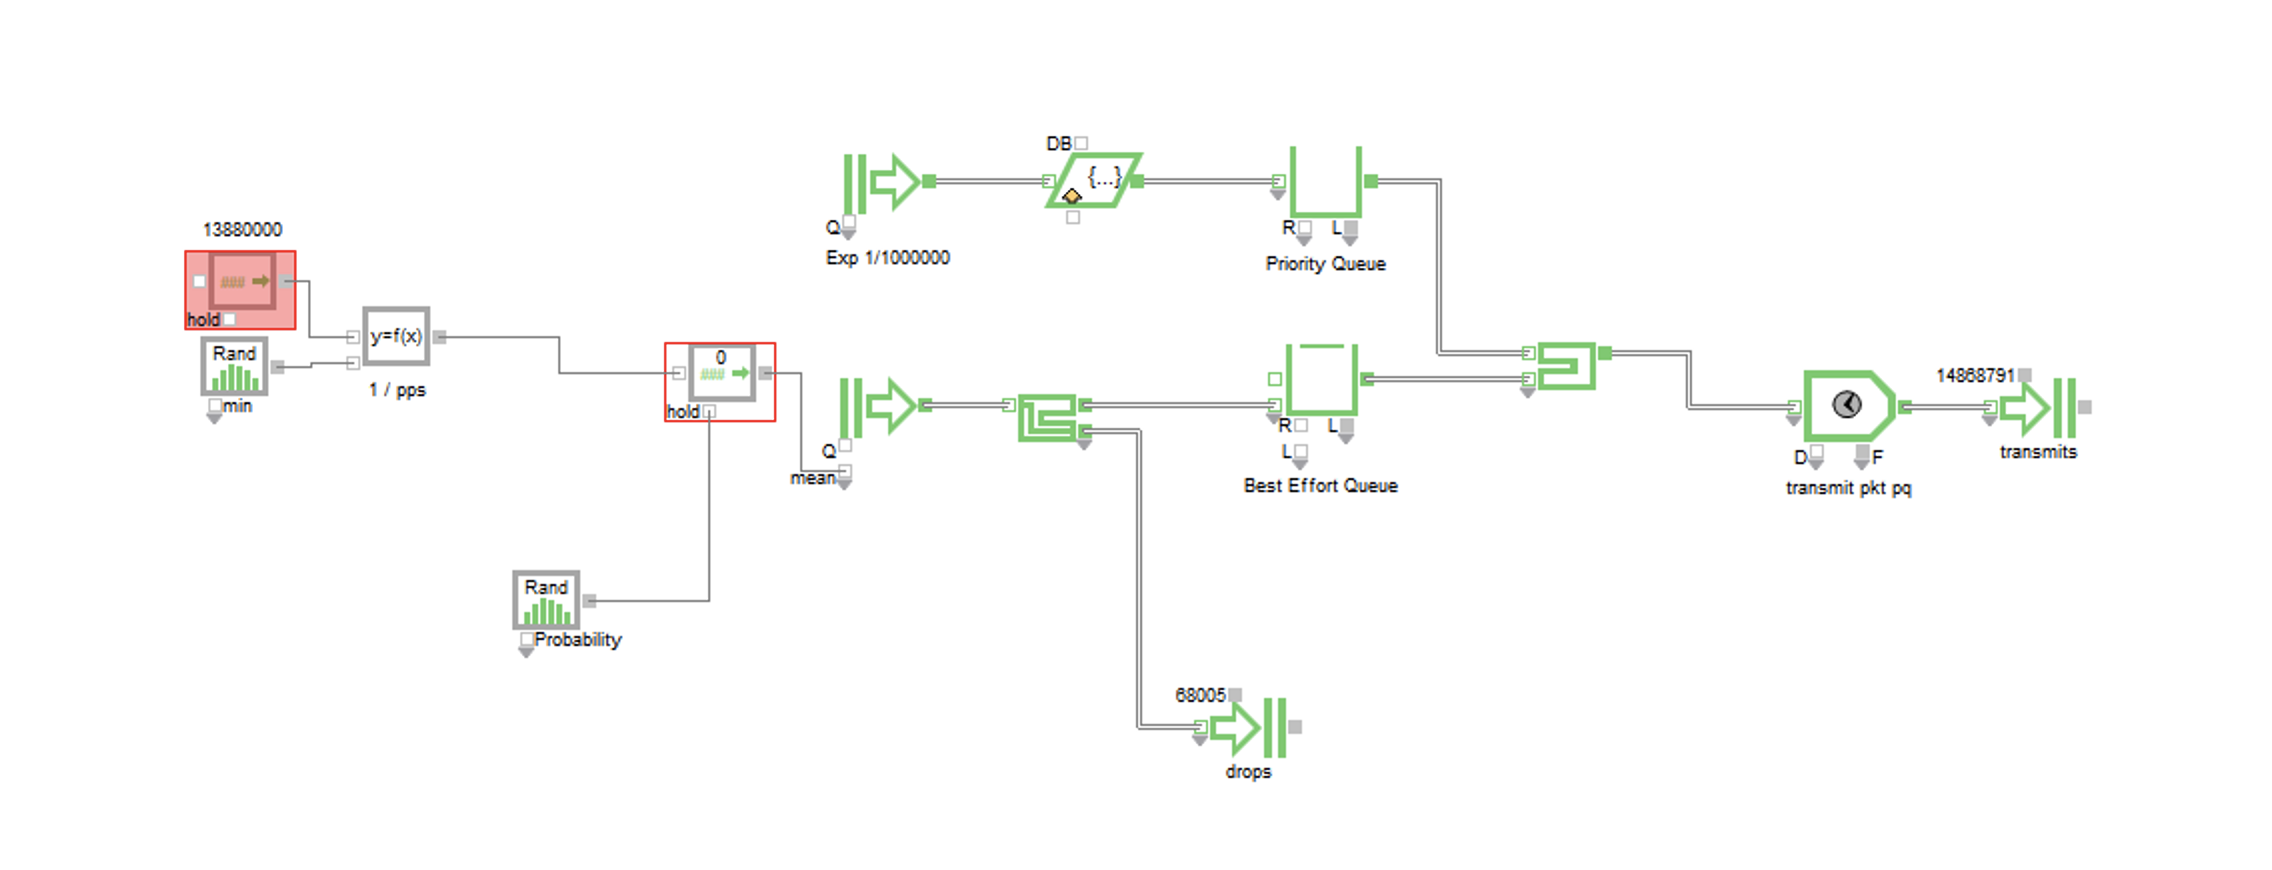 DB
{...}
13880000
Q
R
L
Exp 1/1000000
Priority Queue
###
hold
y=f(x)
Rand
0
###
1 / pps
14868791
min
hold
R
L
Q
L
transmits
D
F
mean
Best Effort Queue
transmit pkt pq
Rand
Probability
68005
drops